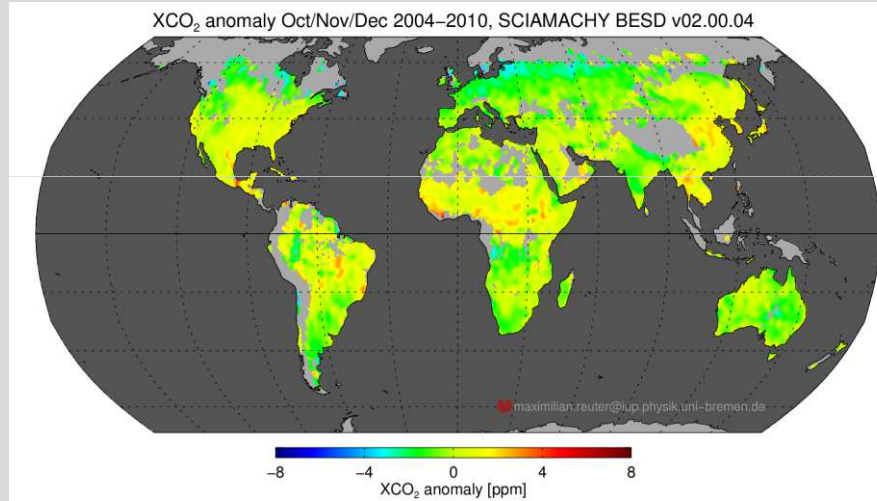 XCO₂ anomaly Oct/Nov/Dec 2004–2010, SCIAMACHY BESD v02.00.04
maximilian.reuter@iup.physik.uni-bremen.de
−8 −4 0 4 8
XCO₂ anomaly [ppm]